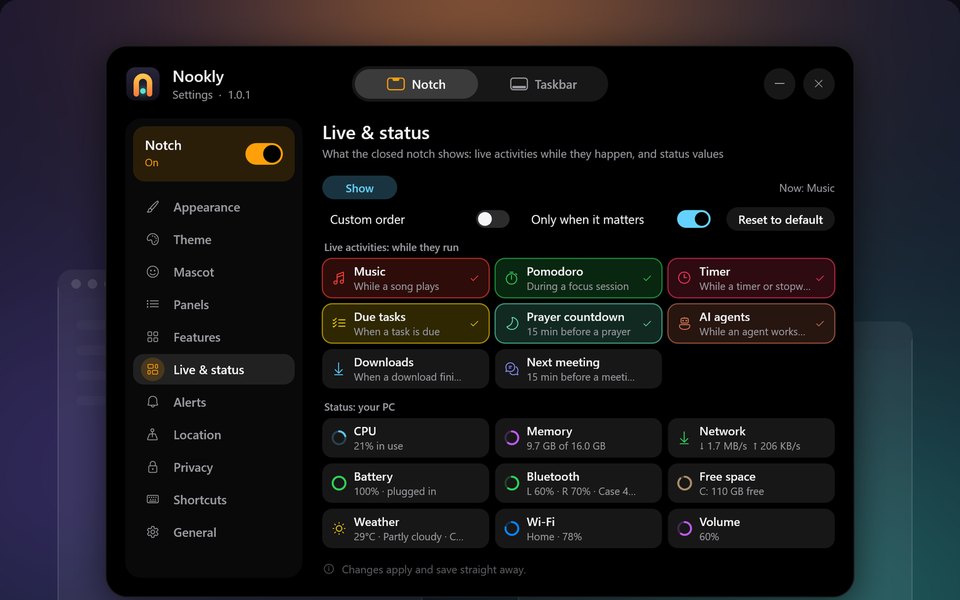 Nookly
Settings · 1.0.1
Notch
Taskbar
Notch
On
Appearance
Theme
Mascot
Panels
Features
Live & status
Alerts
Location
Privacy
Shortcuts
General
Live & status
What the closed notch shows: live activities while they happen, and status values
Show
Now: Music
Custom order
Only when it matters
Reset to default
Live activities: while they run
Music
While a song plays
Pomodoro
During a focus session
Timer
While a timer or stopw...
Due tasks
When a task is due
Prayer countdown
15 min before a prayer
AI agents
While an agent works...
Downloads
When a download fini...
Next meeting
15 min before a meeti...
Status: your PC
CPU
21% in use
Memory
9.7 GB of 16.0 GB
Network
↓ 1.7 MB/s ↑ 206 KB/s
Battery
100% · plugged in
Bluetooth
L 60% · R 70% · Case 4...
Free space
C: 110 GB free
Weather
29°C · Partly cloudy · C...
Wi-Fi
Home · 78%
Volume
60%
Changes apply and save straight away.